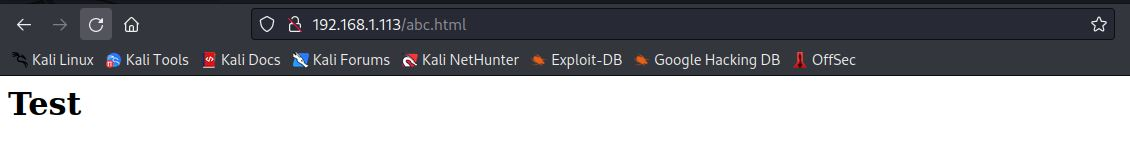 192.168.1.113/abc.html
Kali Linux Kali Tools Kali Docs Kali Forums Kali NetHunter Exploit-DB Google Hacking DB OffSec
Test